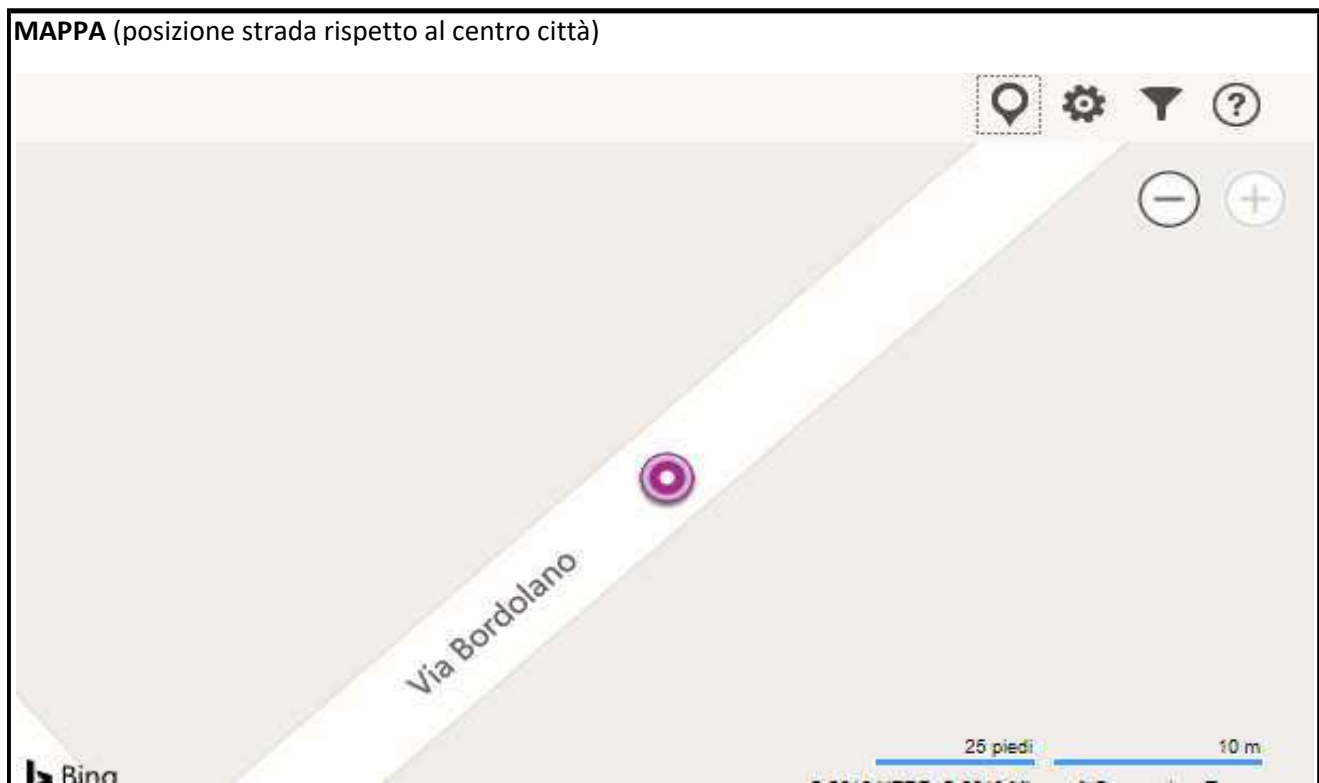 MAPPA (posizione strada rispetto al centro città)
?
Via Bordolano
25 piedi 10 m
Bing